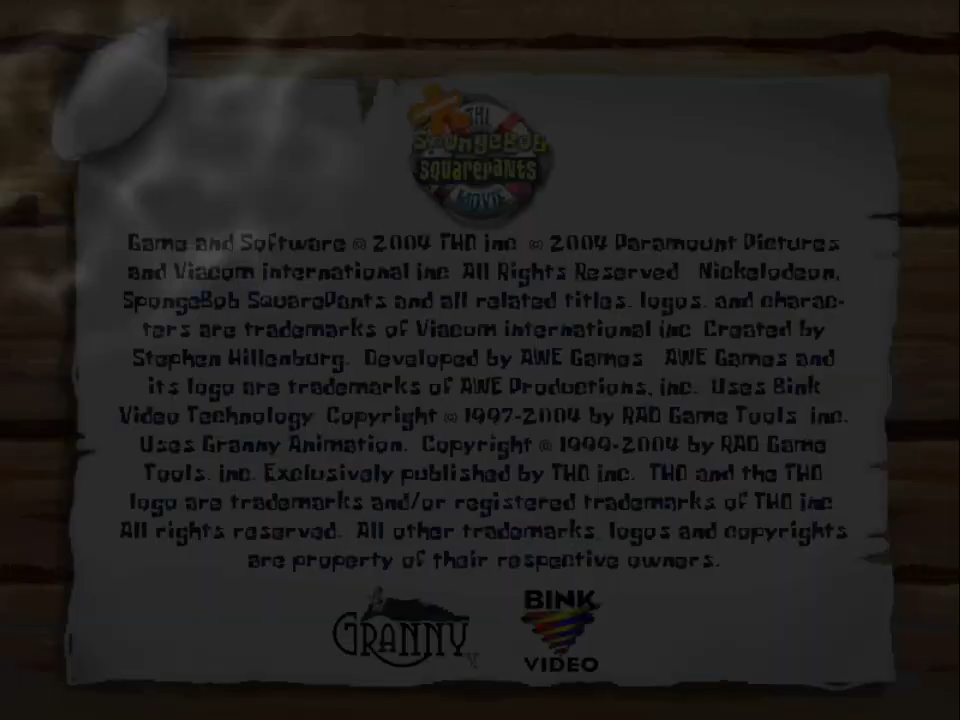 THE
SpongeBob
SquarePants
MOVIE
Game and Software © 2004 THQ inc. © 2004 Paramount Pictures
and Viacom international inc. All Rights Reserved. Nickelodeon,
SpongeBob SquarePants and all related titles, logos, and charac-
ters are trademarks of Viacom international inc. Created by
Stephen Hillenburg. Developed by AWE Games. AWE Games and
its logo are trademarks of AWE Productions, inc. Uses Bink
Video Technology. Copyright © 1997-2004 by RAD Game Tools, inc.
Uses Granny Animation. Copyright © 1999-2004 by RAD Game
Tools, inc. Exclusively published by THQ inc. THQ and the THQ
logo are trademarks and/or registered trademarks of THQ inc.
All rights reserved. All other trademarks, logos and copyrights
are property of their respective owners.
GRANNY
BINK
VIDEO